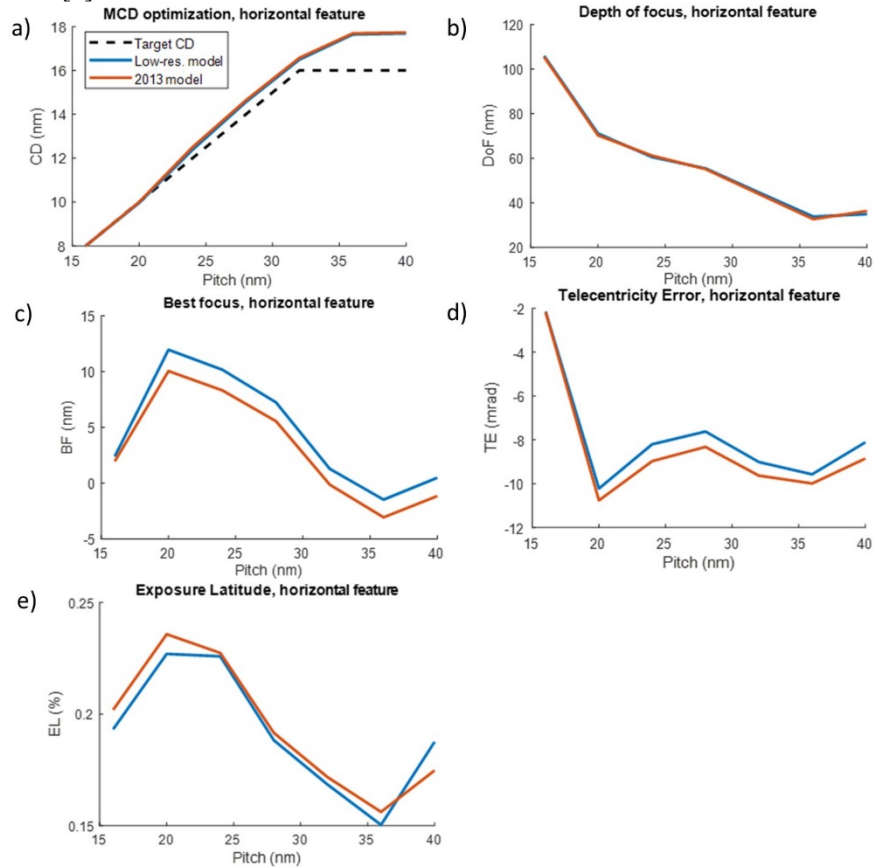 MCD optimization, horizontal feature
a)
Target CD
Low-res. model
2013 model
CD (nm)
18
16
14
12
10
8
15 20 25 30 35 40
Pitch (nm)
Depth of focus, horizontal feature
b)
DoF (nm)
120
100
80
60
40
20
15 20 25 30 35 40
Pitch (nm)
Best focus, horizontal feature
c)
BF (nm)
15
10
5
0
-5
15 20 25 30 35 40
Pitch (nm)
Telecentricity Error, horizontal feature
d)
TE (mrad)
-2
-4
-6
-8
-10
-12
15 20 25 30 35 40
Pitch (nm)
Exposure Latitude, horizontal feature
e)
EL (%)
0.25
0.2
0.15
15 20 25 30 35 40
Pitch (nm)